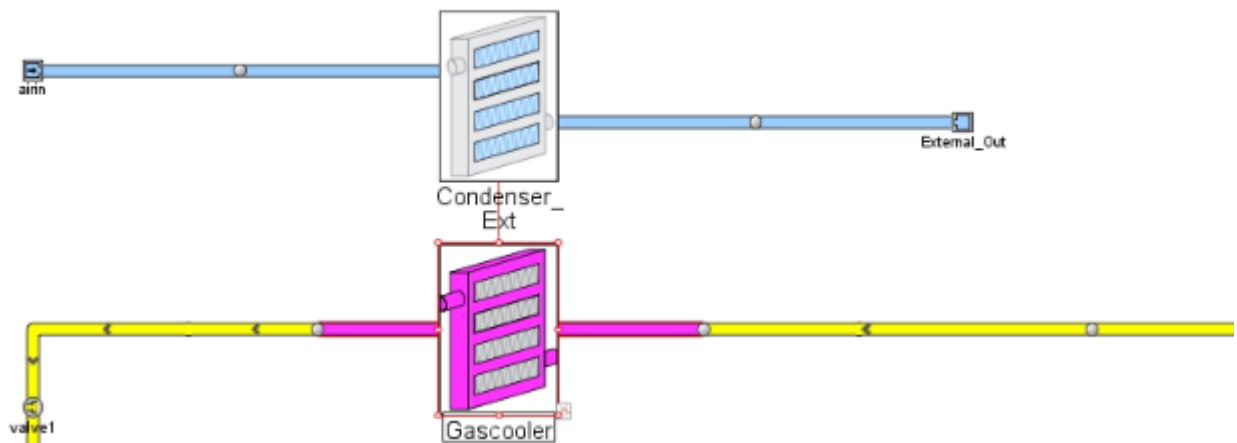 airin
External_Out
Condenser_
Ext
valve1
Gascooler